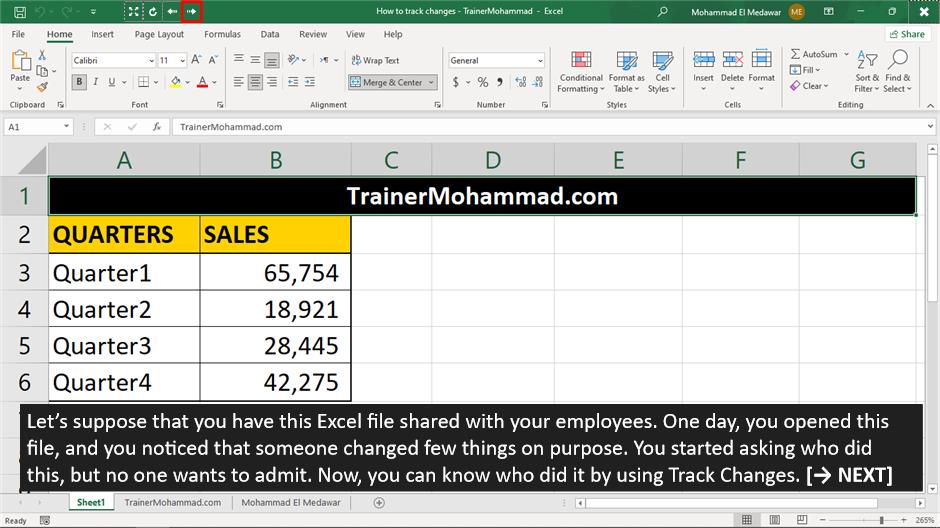 How to track changes - TrainerMohammad - Excel
Mohammad El Medawar ME
File Home Insert Page Layout Formulas Data Review View Help Share
Calibri 11 A^ A˅ Wrap Text General AutoSum
Paste B I U A Merge & Center $ % 9 Conditional Formatting Format as Table Cell Styles Insert Delete Format Fill Clear Sort & Filter Find & Select
Clipboard Font Alignment Number Styles Cells Editing
A1 fx TrainerMohammad.com
A B C D E F G
1 TrainerMohammad.com
2 QUARTERS SALES
3 Quarter1 65,754
4 Quarter2 18,921
5 Quarter3 28,445
6 Quarter4 42,275
Let's suppose that you have this Excel file shared with your employees. One day, you opened this
file, and you noticed that someone changed few things on purpose. You started asking who did
this, but no one wants to admit. Now, you can know who did it by using Track Changes. [→ NEXT]
Sheet1 TrainerMohammad.com Mohammad El Medawar
Ready 265%